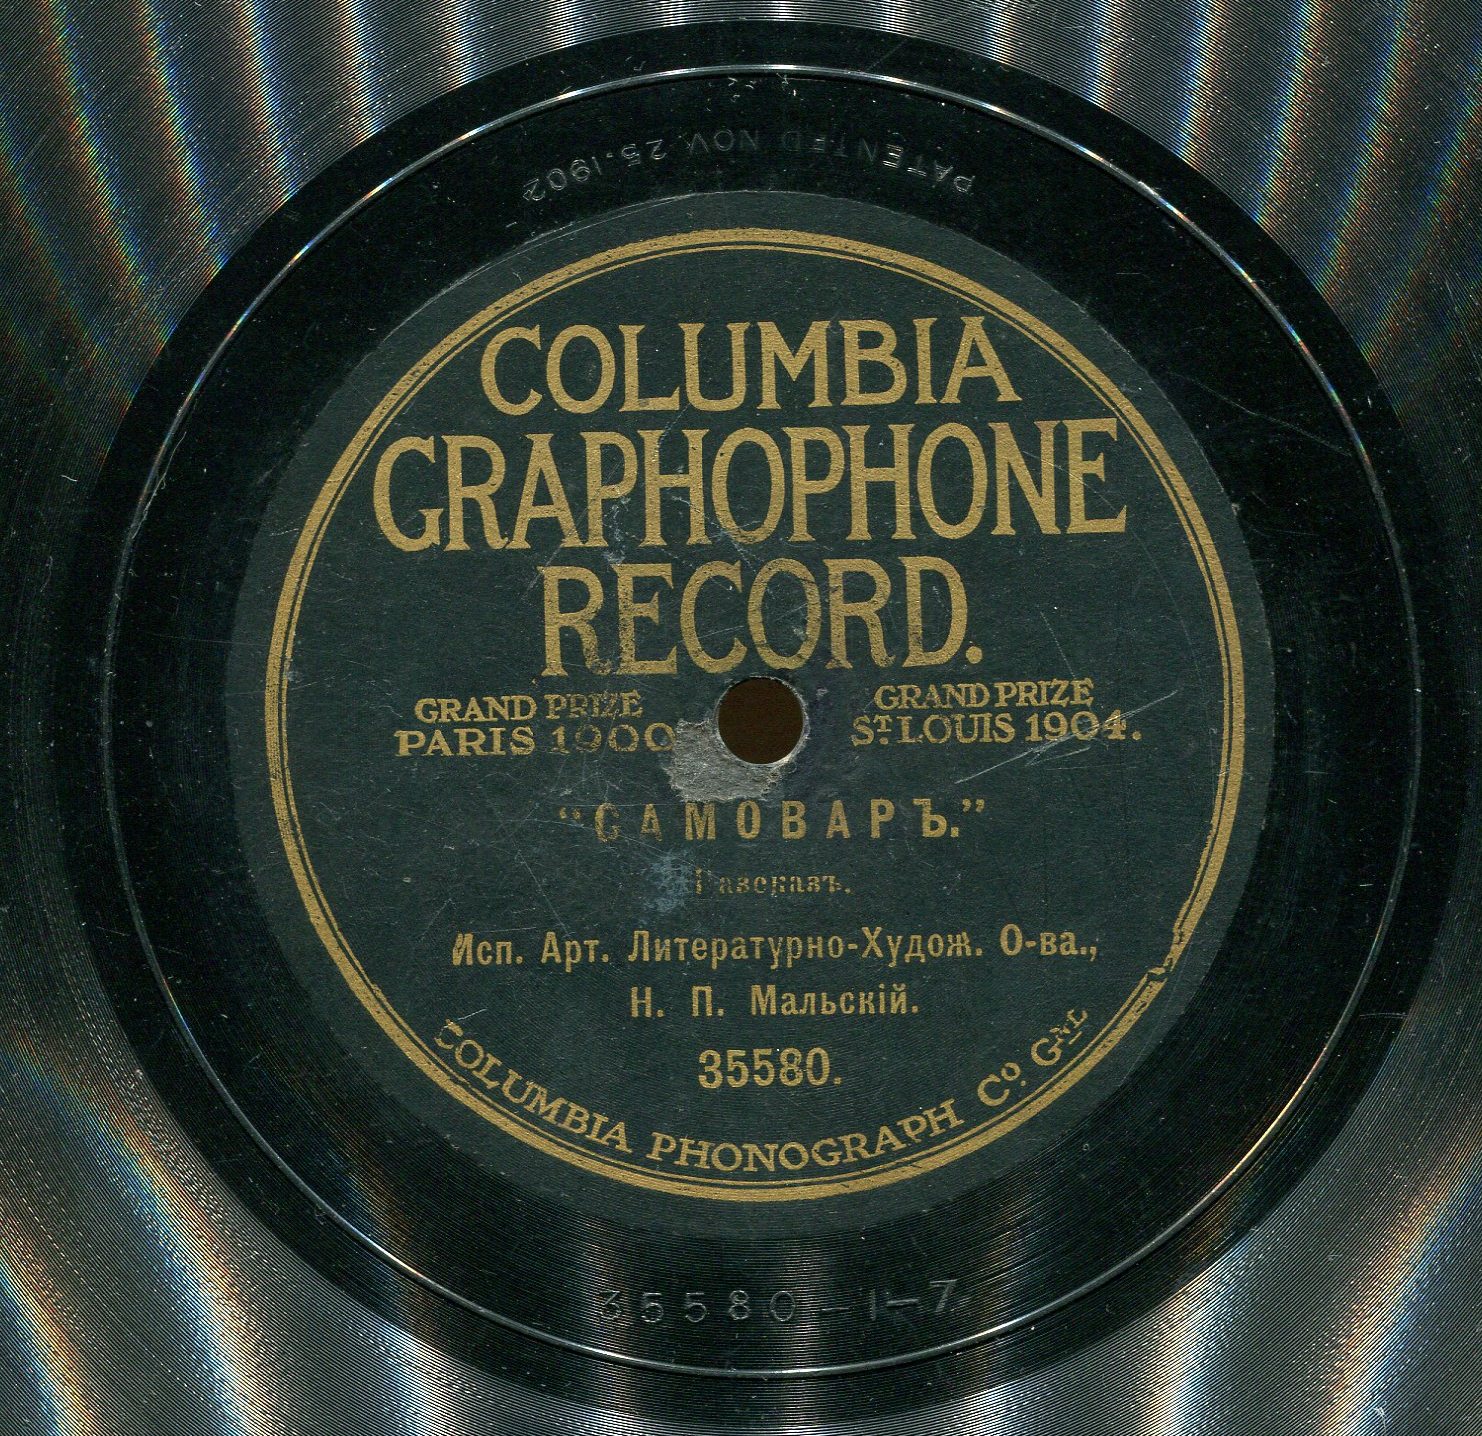 PATENTED NOV 25.1902
COLUMBIA
GRAPHOPHONE
RECORD.
GRAND PRIZE
PARIS 1900
GRAND PRIZE
ST. LOUIS 1904.
“САМОВАРЪ.”
Разсказъ.
Исп. Арт. Литературно-Худож. О-ва.,
Н. П. Мальскій.
35580.
COLUMBIA PHONOGRAPH Co. GNL
35580-1-7